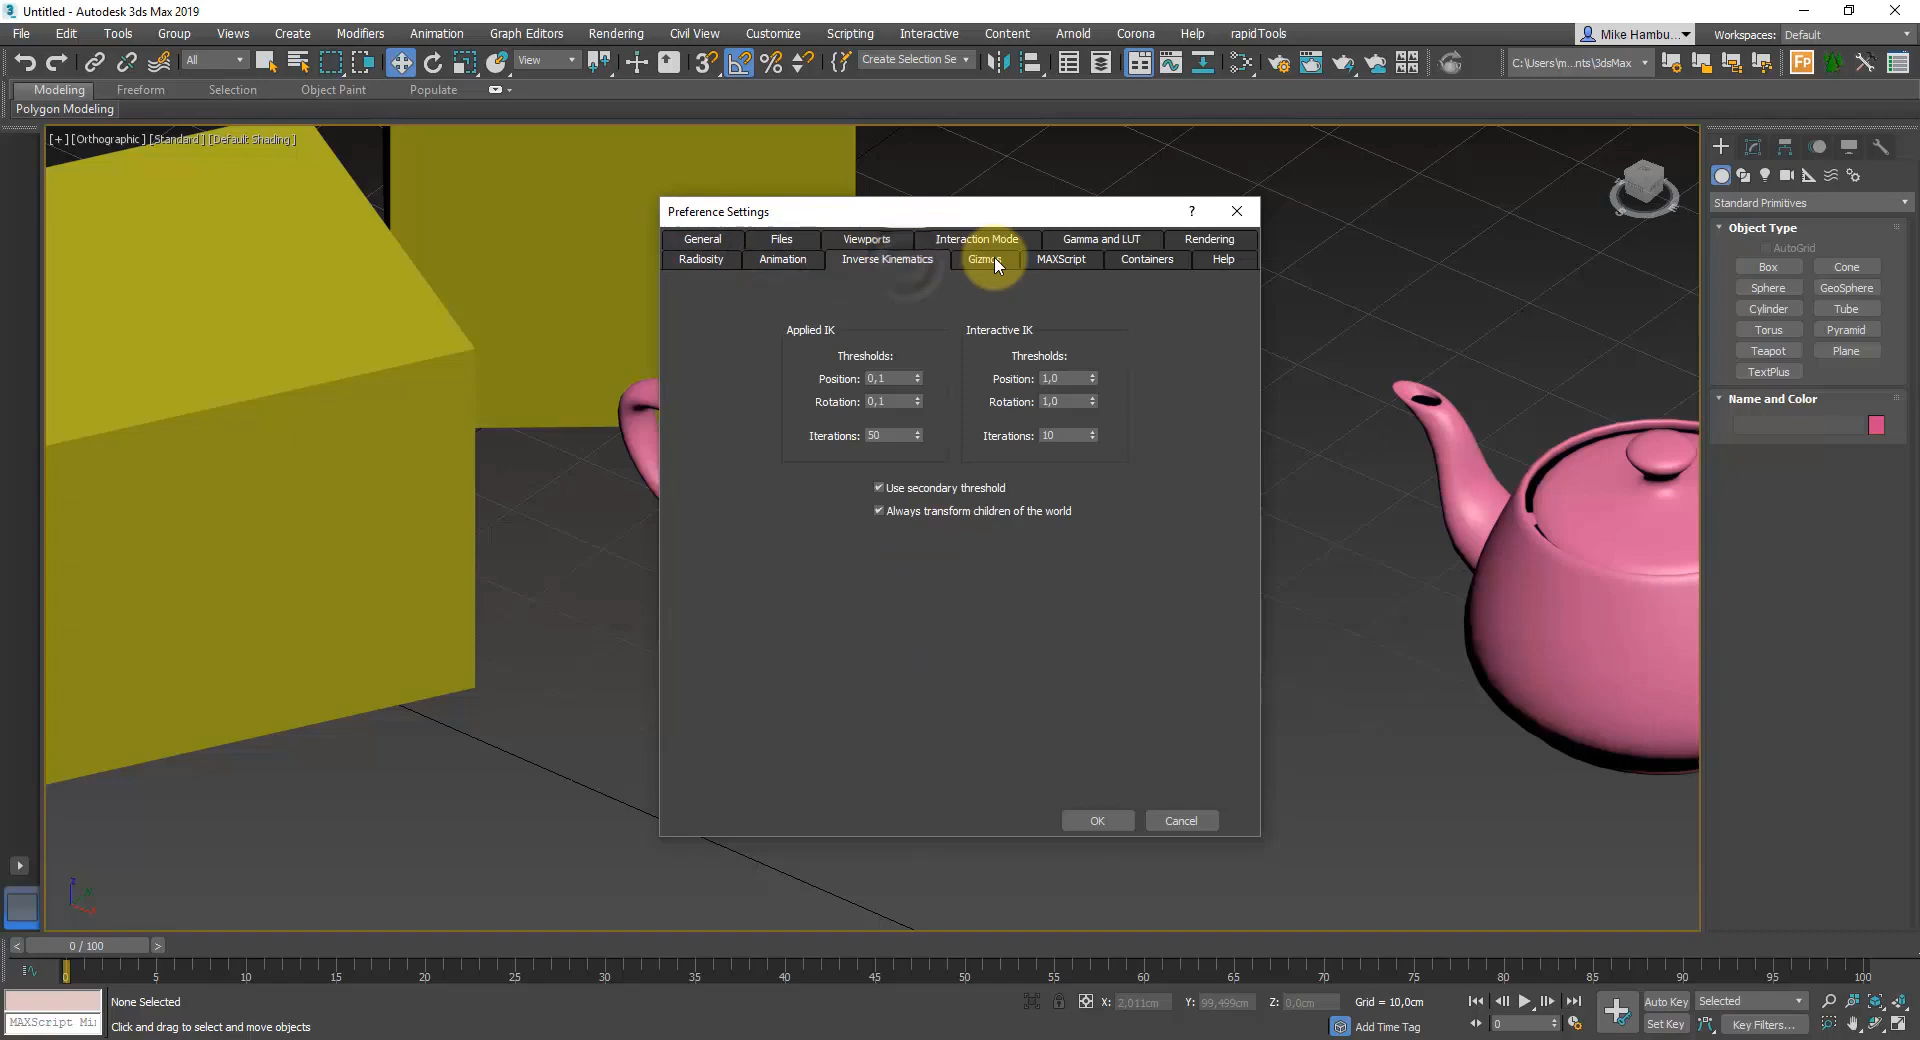 Untitled - Autodesk 3ds Max 2019
File Edit Tools Group Views Create Modifiers Animation Graph Editors Rendering Civil View Customize Scripting Interactive Content Arnold Corona Help rapidTools
Mike Hambu... Workspaces: Default
All View Create Selection Se C:\Users\m...nts\3dsMax
Modeling Freeform Selection Object Paint Populate
Polygon Modeling
[+] [Orthographic] [Standard] [Default Shading]
Preference Settings
General Files Viewports Interaction Mode Gamma and LUT Rendering
Radiosity Animation Inverse Kinematics Gizmos MAXScript Containers Help
Applied IK Interactive IK
Thresholds: Thresholds:
Position: 0,1 Position: 1,0
Rotation: 0,1 Rotation: 1,0
Iterations: 50 Iterations: 10
Use secondary threshold
Always transform children of the world
OK Cancel
Standard Primitives
Object Type
AutoGrid
Box Cone
Sphere GeoSphere
Cylinder Tube
Torus Pyramid
Teapot Plane
TextPlus
Name and Color
0 / 100
0 5 10 15 20 25 30 35 40 45 50 55 60 65 70 75 80 85 90 95 100
None Selected X: 2,011cm Y: 99,499cm Z: 0,0cm Grid = 10,0cm Auto Key Selected
MAXScript Mi Click and drag to select and move objects Add Time Tag 0 Set Key Key Filters...